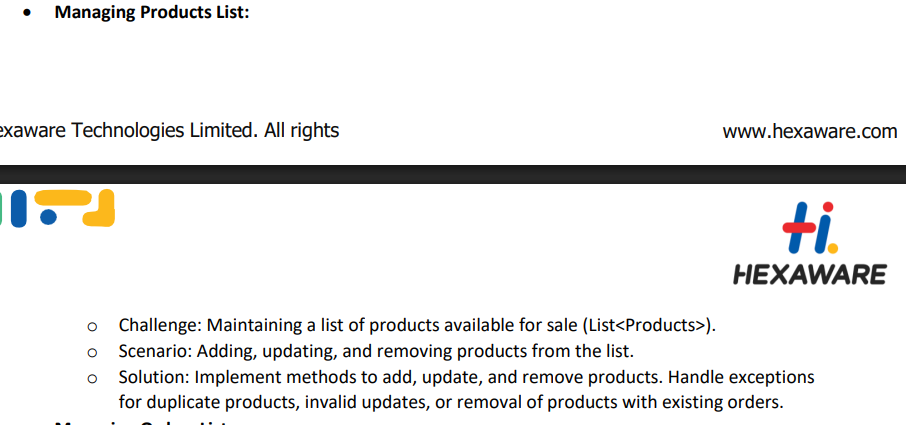 • Managing Products List:
exaware Technologies Limited. All rights
www.hexaware.com
HEXAWARE
o Challenge: Maintaining a list of products available for sale (List<Products>).
o Scenario: Adding, updating, and removing products from the list.
o Solution: Implement methods to add, update, and remove products. Handle exceptions
for duplicate products, invalid updates, or removal of products with existing orders.